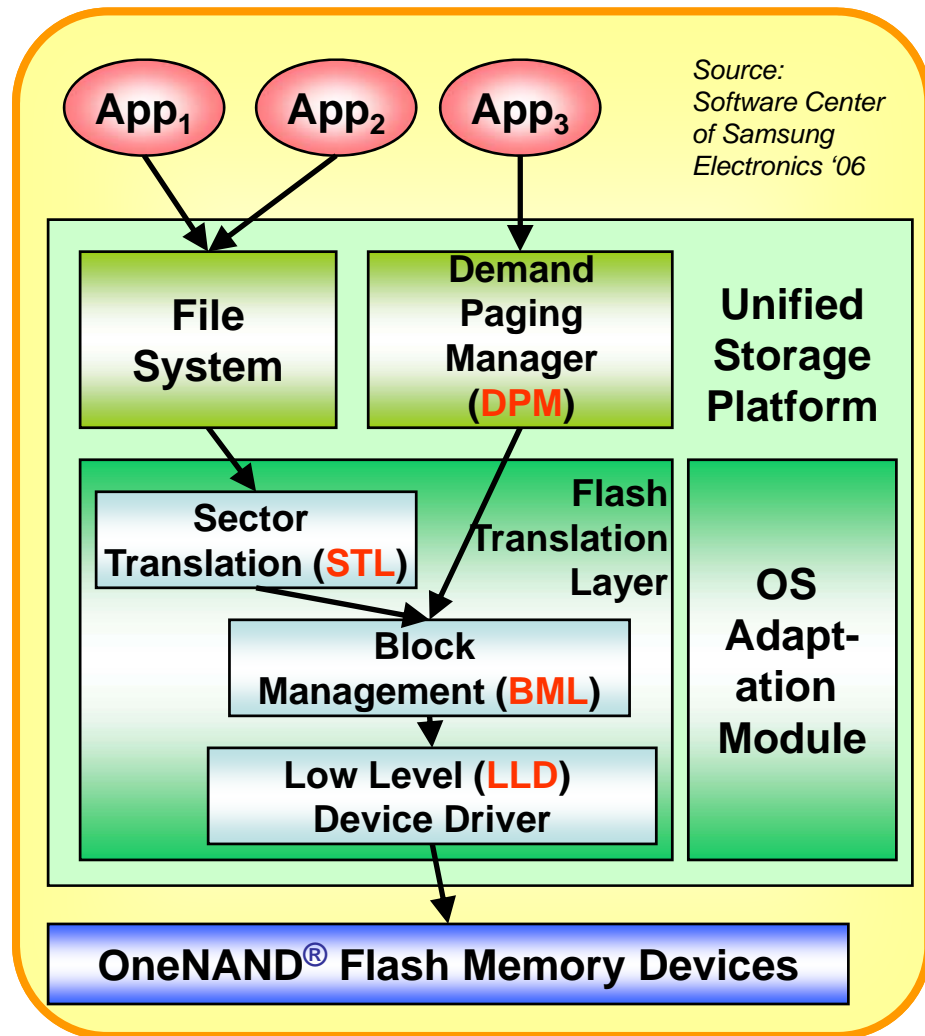 App1
App2
App3
Source:
Software Center
of Samsung
Electronics ‘06
File
System
Demand
Paging
Manager
(DPM)
Unified
Storage
Platform
Sector
Translation (STL)
Flash
Translation
Layer
Block
Management (BML)
Low Level (LLD)
Device Driver
OS
Adapt-
ation
Module
OneNAND® Flash Memory Devices